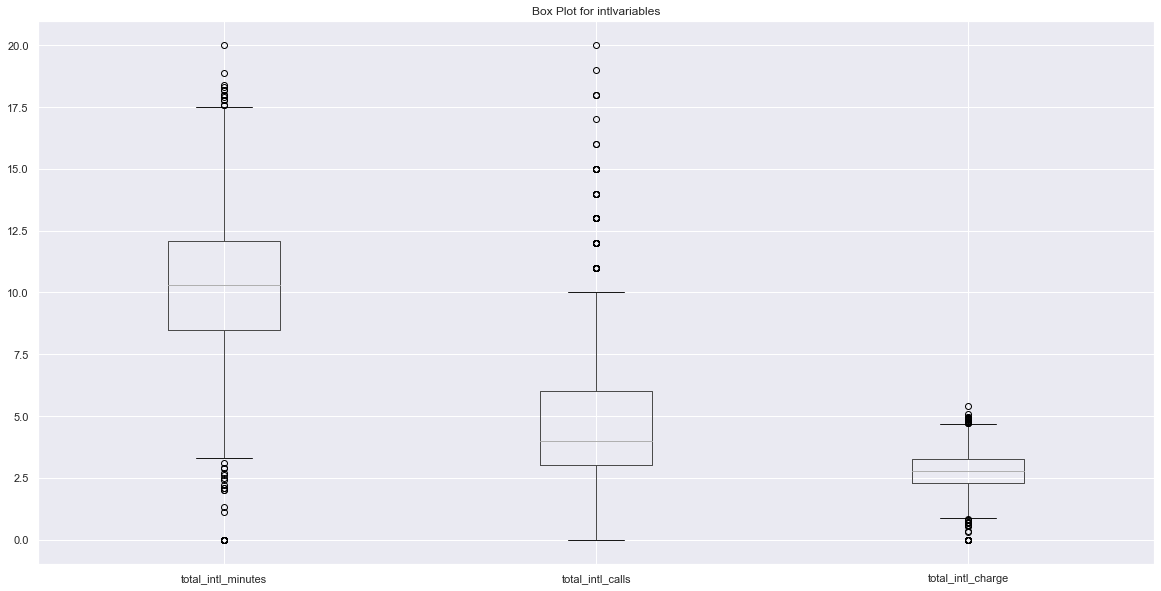 Box Plot for intlvariables
20.0
17.5
15.0
12.5
10.0
7.5
5.0
2.5
0.0
total_intl_minutes
total_intl_calls
total_intl_charge